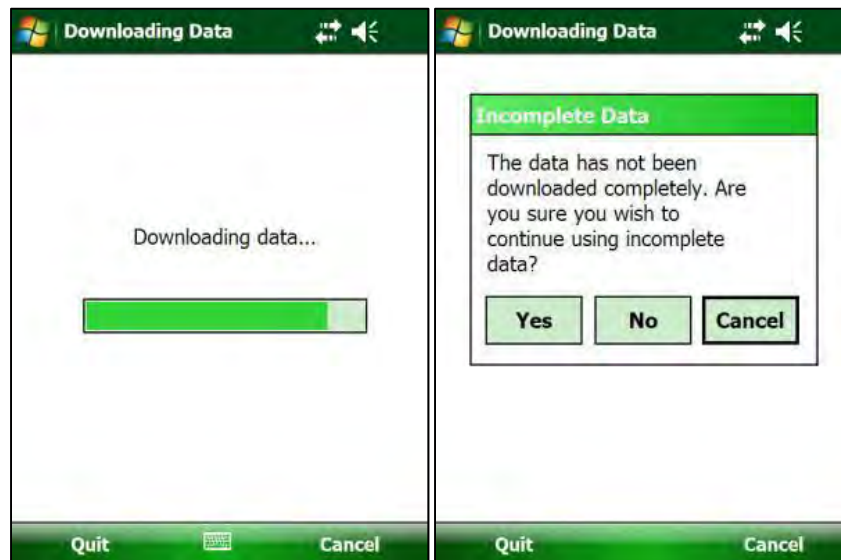 Downloading Data
Downloading data...
Quit Cancel
Downloading Data
Incomplete Data
The data has not been
downloaded completely. Are
you sure you wish to
continue using incomplete
data?
Yes No Cancel
Quit Cancel